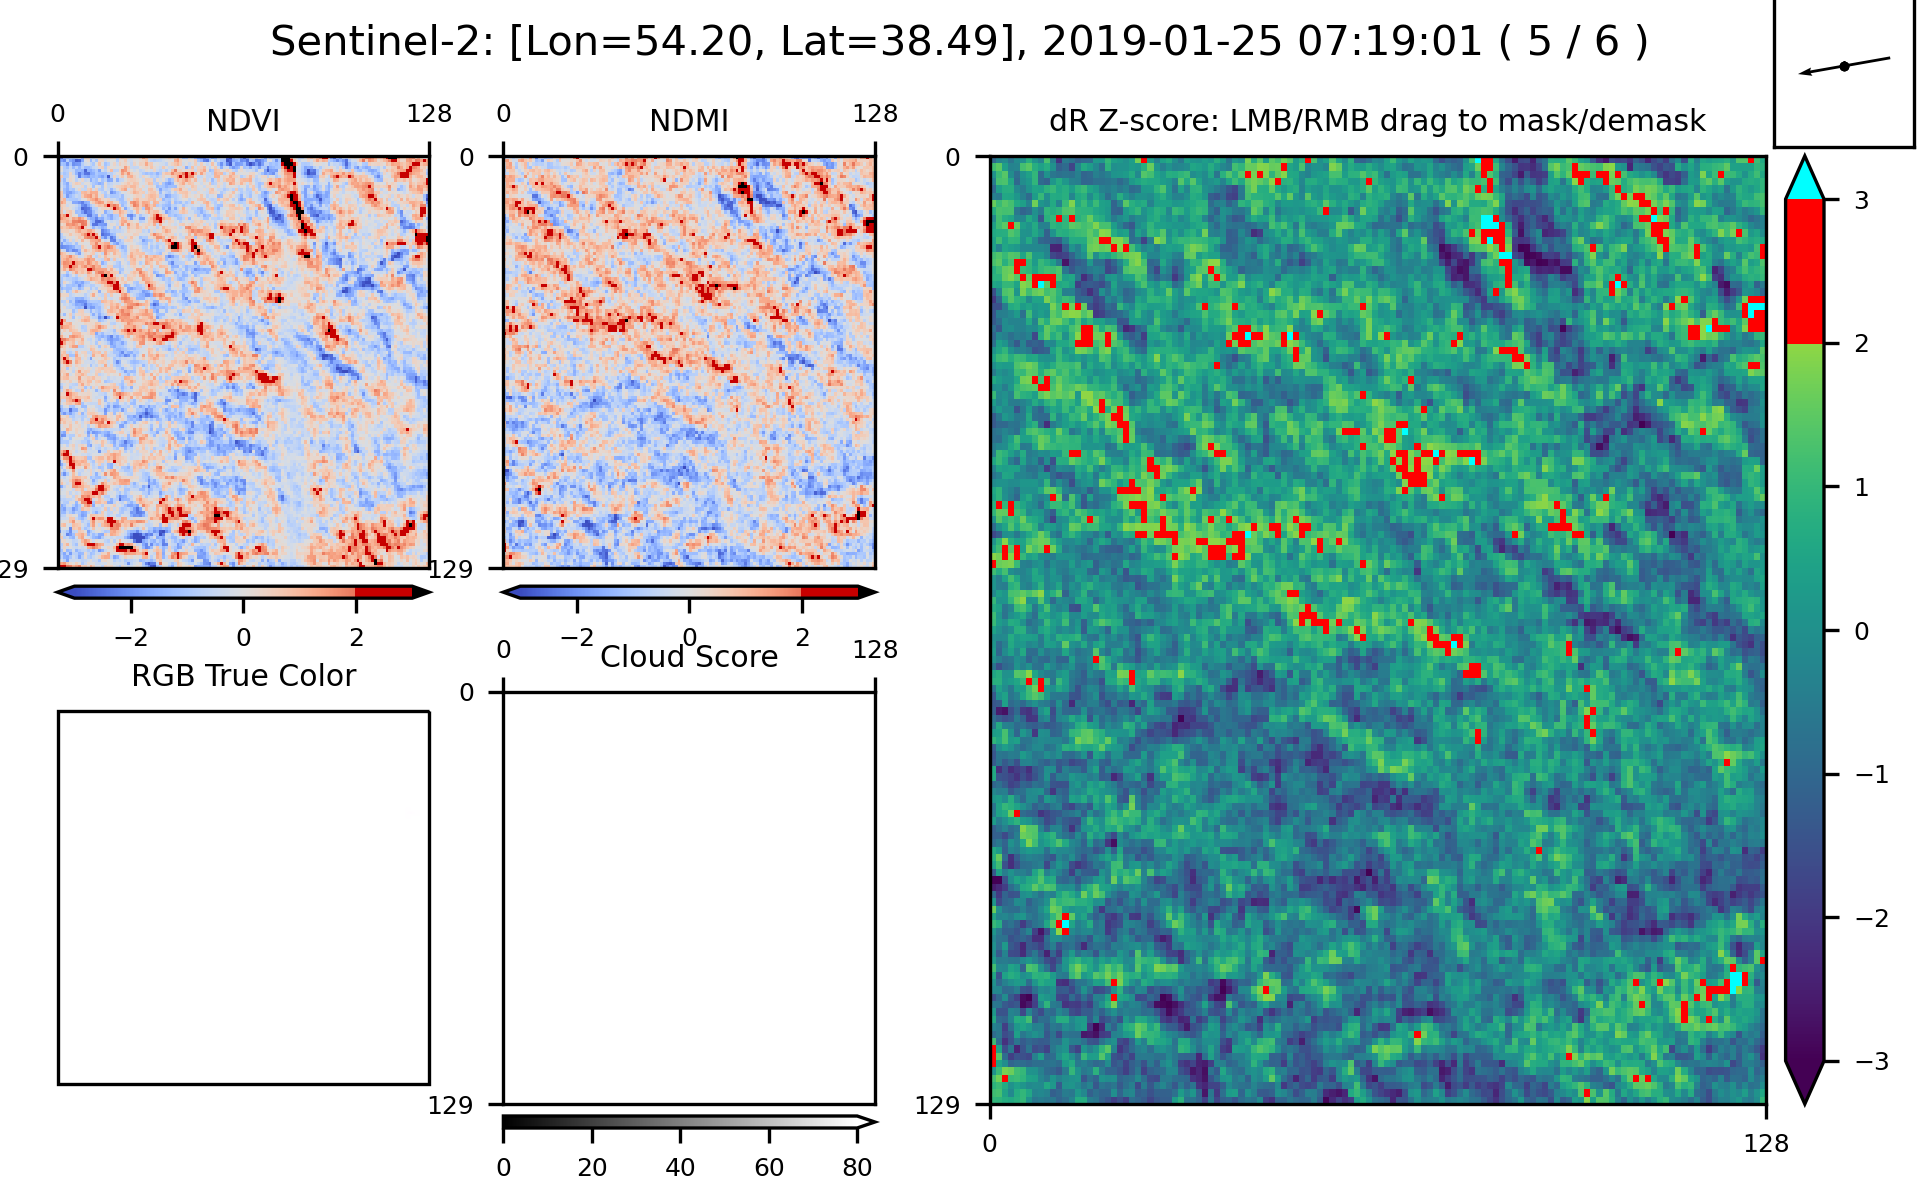 Sentinel-2: [Lon=54.20, Lat=38.49], 2019-01-25 07:19:01 ( 5 / 6 )
0 NDVI 128
0 NDMI 128
dR Z-score: LMB/RMB drag to mask/demask
0
0
0
3
2
1
0
−1
−2
−3
29
129
−2 0 2
−2 0 2
RGB True Color
0 Cloud Score 128
0
129
0 20 40 60 80
129
0 128